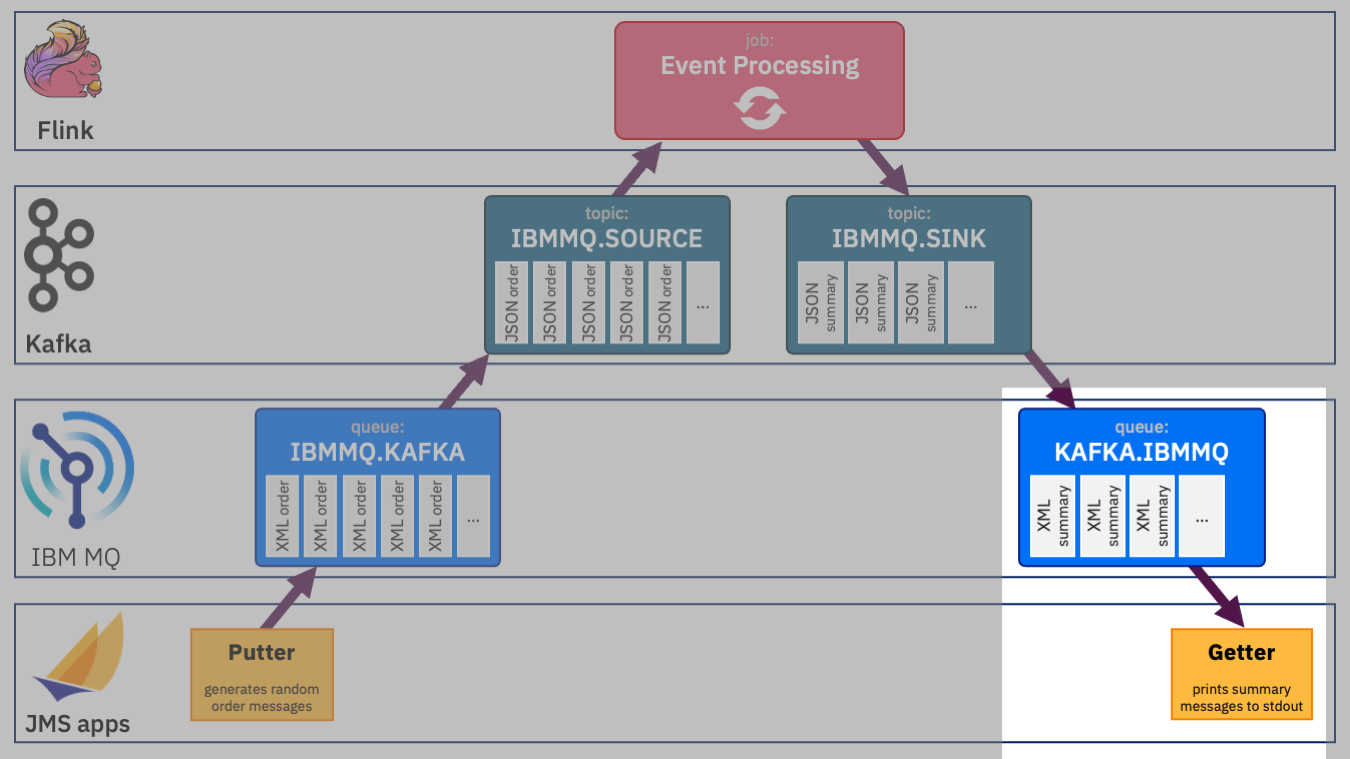 job:
Event Processing
Flink
topic:
IBMMQ.SOURCE
JSON order
JSON order
JSON order
JSON order
JSON order
...
topic:
IBMMQ.SINK
JSON
summary
JSON
summary
JSON
summary
...
Kafka
queue:
IBMMQ.KAFKA
XML order
XML order
XML order
XML order
XML order
...
queue:
KAFKA.IBMMQ
XML
summary
XML
summary
XML
summary
...
IBM MQ
Putter
generates random
order messages
Getter
prints summary
messages to stdout
JMS apps